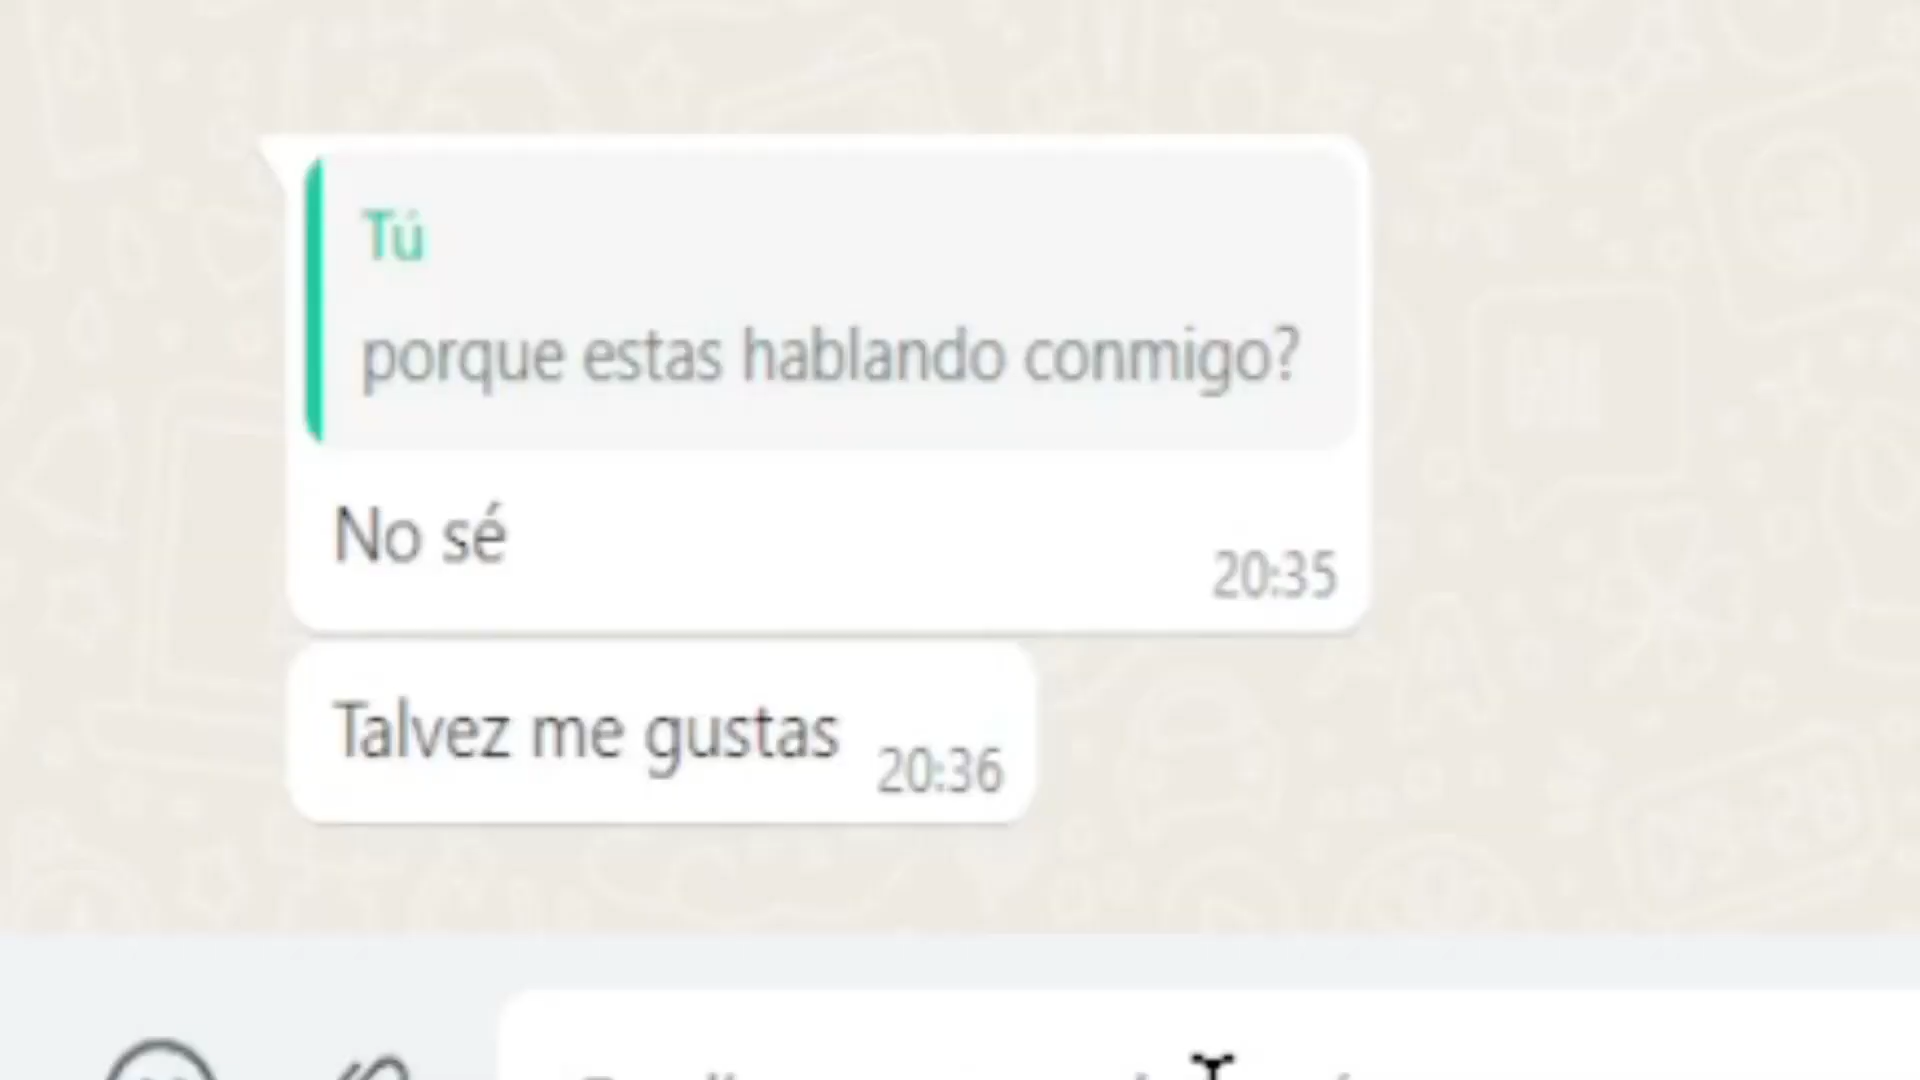 Tú
porque estas hablando conmigo?
No sé
20:35
Talvez me gustas
20:36